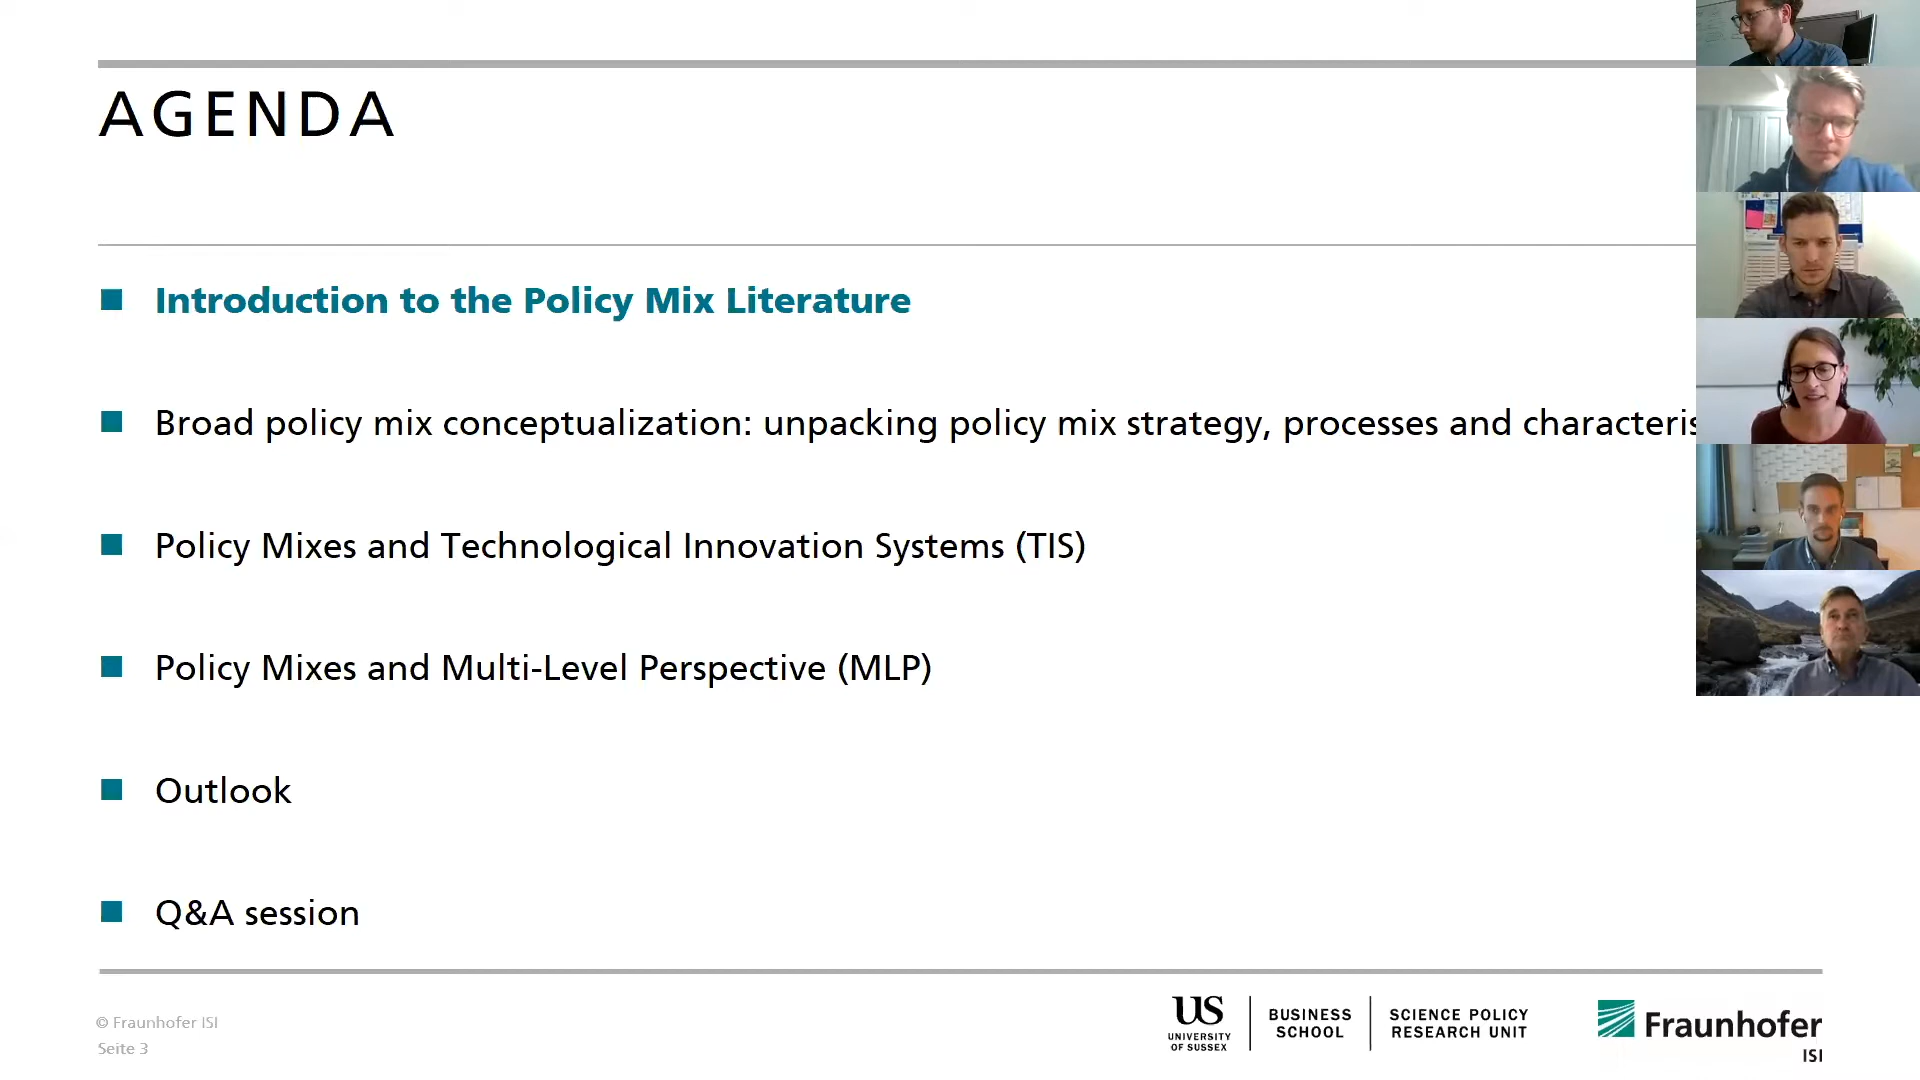 AGENDA
Introduction to the Policy Mix Literature
Broad policy mix conceptualization: unpacking policy mix strategy, processes and characteris
Policy Mixes and Technological Innovation Systems (TIS)
Policy Mixes and Multi-Level Perspective (MLP)
Outlook
Q&A session
© Fraunhofer ISI
Seite 3
US
UNIVERSITY
OF SUSSEX
BUSINESS
SCHOOL
SCIENCE POLICY
RESEARCH UNIT
Fraunhofer
ISI